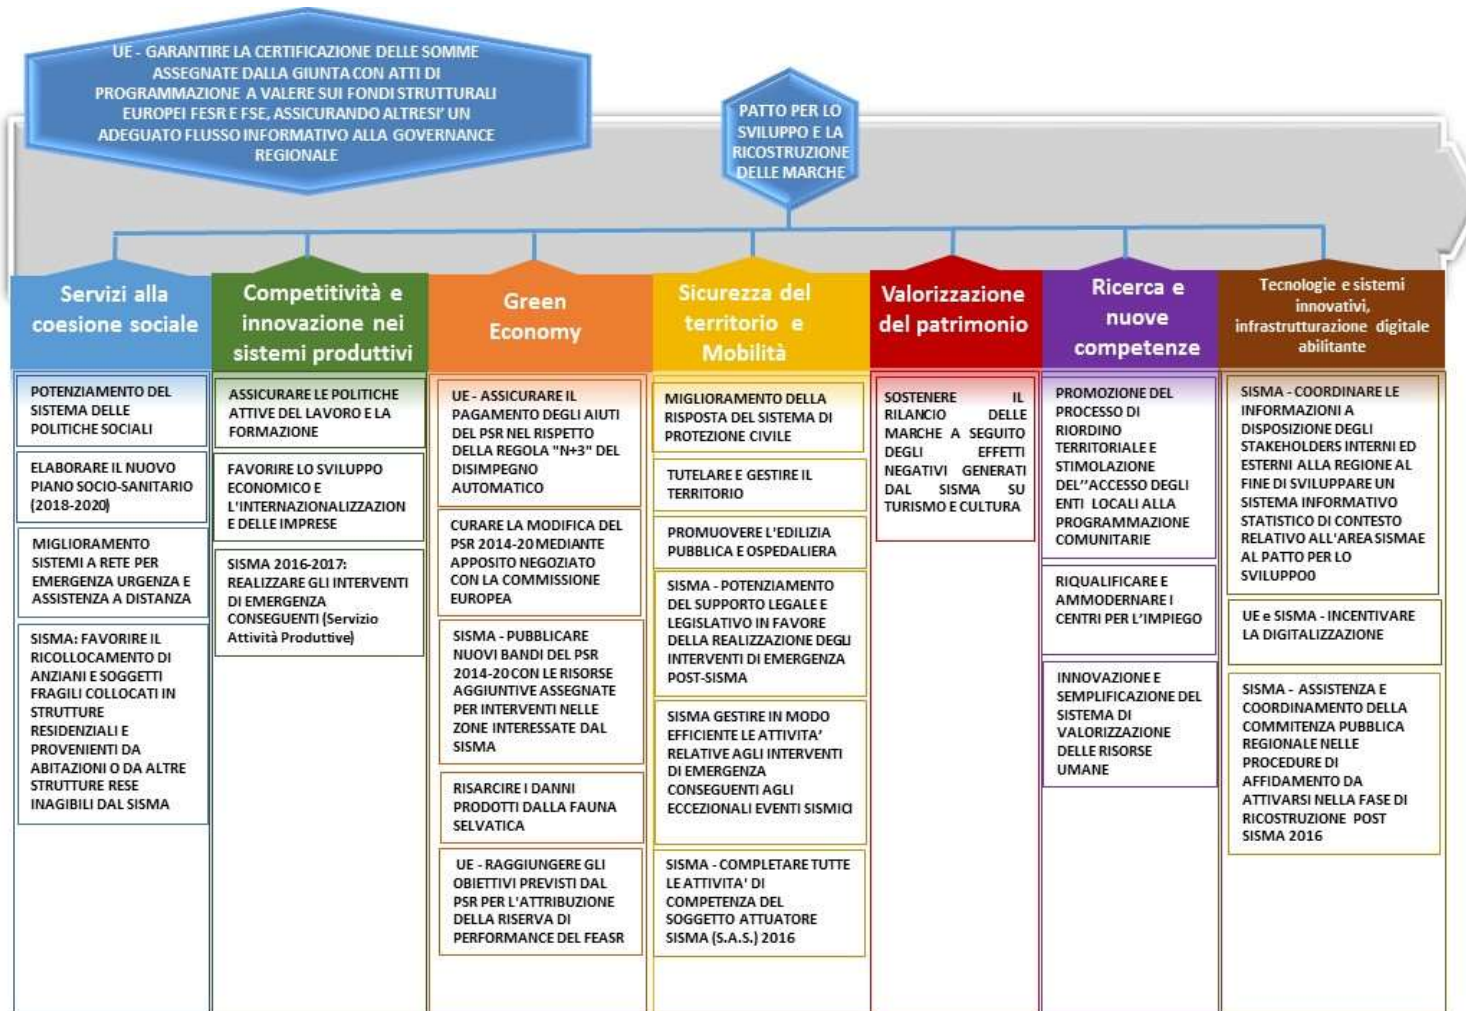 UE - GARANTIRE LA CERTIFICAZIONE DELLE SOMME
ASSEGNATE DALLA GIUNTA CON ATTI DI
PROGRAMMAZIONE A VALERE SUI FONDI STRUTTURALI
EUROPEI FESR E FSE, ASSICURANDO ALTRESI' UN
ADEGUATO FLUSSO INFORMATIVO ALLA GOVERNANCE
REGIONALE
PATTO PER LO
SVILUPPO E LA
RICOSTRUZIONE
DELLE MARCHE
Servizi alla
coesione sociale
POTENZIAMENTO DEL
SISTEMA DELLE
POLITICHE SOCIALI
ELABORARE IL NUOVO
PIANO SOCIO-SANITARIO
(2018-2020)
MIGLIORAMENTO
SISTEMI A RETE PER
EMERGENZA URGENZA E
ASSISTENZA A DISTANZA
SISMA: FAVORIRE IL
RICOLLOCAMENTO DI
ANZIANI E SOGGETTI
FRAGILI COLLOCATI IN
STRUTTURE
RESIDENZIALI E
PROVENIENTI DA
ABITAZIONI O DA ALTRE
STRUTTURE RESE
INAGIBILI DAL SISMA
Competitività e
innovazione nei
sistemi produttivi
ASSICURARE LE POLITICHE
ATTIVE DEL LAVORO E LA
FORMAZIONE
FAVORIRE LO SVILUPPO
ECONOMICO E
L'INTERNAZIONALIZZAZION
E DELLE IMPRESE
SISMA 2016-2017:
REALIZZARE GLI INTERVENTI
DI EMERGENZA
CONSEGUENTI (Servizio
Attività Produttive)
Green
Economy
UE - ASSICURARE IL
PAGAMENTO DEGLI AIUTI
DEL PSR NEL RISPETTO
DELLA REGOLA "N+3" DEL
DISIMPEGNO
AUTOMATICO
CURARE LA MODIFICA DEL
PSR 2014-20 MEDIANTE
APPOSITO NEGOZIATO
CON LA COMMISSIONE
EUROPEA
SISMA - PUBBLICARE
NUOVI BANDI DEL PSR
2014-20 CON LE RISORSE
AGGIUNTIVE ASSEGNATE
PER INTERVENTI NELLE
ZONE INTERESSATE DAL
SISMA
RISARCIRE I DANNI
PRODOTTI DALLA FAUNA
SELVATICA
UE - RAGGIUNGERE GLI
OBIETTIVI PREVISTI DAL
PSR PER L'ATTRIBUZIONE
DELLA RISERVA DI
PERFORMANCE DEL FEASR
Sicurezza del
territorio e
Mobilità
MIGLIORAMENTO DELLA
RISPOSTA DEL SISTEMA DI
PROTEZIONE CIVILE
TUTELARE E GESTIRE IL
TERRITORIO
PROMUOVERE L'EDILIZIA
PUBBLICA E OSPEDALIERA
SISMA - POTENZIAMENTO
DEL SUPPORTO LEGALE E
LEGISLATIVO IN FAVORE
DELLA REALIZZAZIONE DEGLI
INTERVENTI DI EMERGENZA
POST-SISMA
SISMA GESTIRE IN MODO
EFFICIENTE LE ATTIVITA'
RELATIVE AGLI INTERVENTI
DI EMERGENZA
CONSEGUENTI AGLI
ECCEZIONALI EVENTI SISMICI
SISMA - COMPLETARE TUTTE
LE ATTIVITA' DI
COMPETENZA DEL
SOGGETTO ATTUATORE
SISMA (S.A.S.) 2016
Valorizzazione
del patrimonio
SOSTENERE IL
RILANCIO DELLE
MARCHE A SEGUITO
DEGLI EFFETTI
NEGATIVI GENERATI
DAL SISMA SU
TURISMO E CULTURA
Ricerca e
nuove
competenze
PROMOZIONE DEL
PROCESSO DI
RIORDINO
TERRITORIALE E
STIMOLAZIONE
DEL''ACCESSO DEGLI
ENTI LOCALI ALLA
PROGRAMMAZIONE
COMUNITARIE
RIQUALIFICARE E
AMMODERNARE I
CENTRI PER L'IMPIEGO
INNOVAZIONE E
SEMPLIFICAZIONE DEL
SISTEMA DI
VALORIZZAZIONE
DELLE RISORSE
UMANE
Tecnologie e sistemi
innovativi,
infrastrutturazione digitale
abilitante
SISMA - COORDINARE LE
INFORMAZIONI A
DISPOSIZIONE DEGLI
STAKEHOLDERS INTERNI ED
ESTERNI ALLA REGIONE AL
FINE DI SVILUPPARE UN
SISTEMA INFORMATIVO
STATISTICO DI CONTESTO
RELATIVO ALL'AREA SISMAE
AL PATTO PER LO
SVILUPPO0
UE e SISMA - INCENTIVARE
LA DIGITALIZZAZIONE
SISMA - ASSISTENZA E
COORDINAMENTO DELLA
COMMITENZA PUBBLICA
REGIONALE NELLE
PROCEDURE DI
AFFIDAMENTO DA
ATTIVARSI NELLA FASE DI
RICOSTRUZIONE POST
SISMA 2016